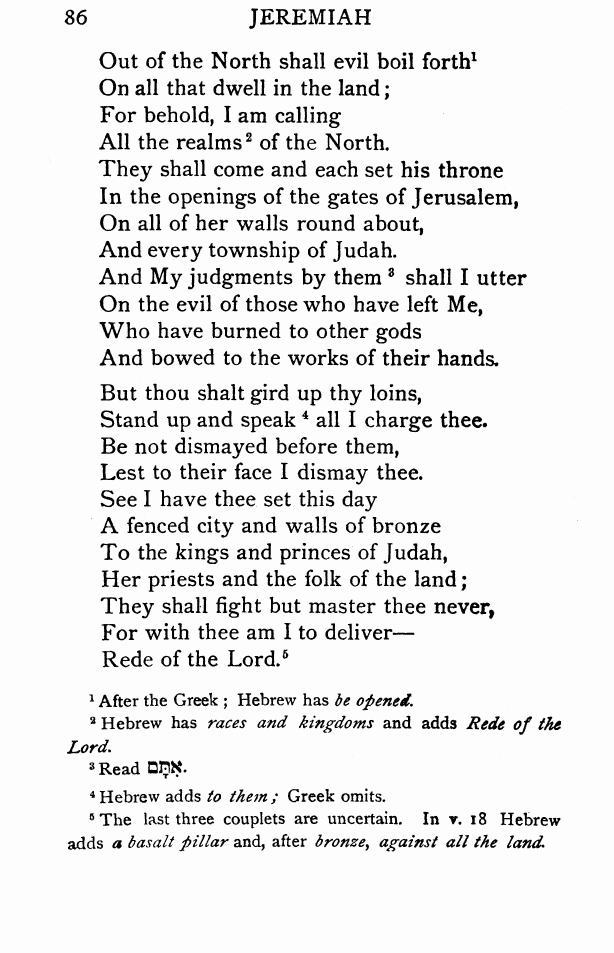 86 JEREMIAH
Out of the North shall evil boil forth¹
On all that dwell in the land;
For behold, I am calling
All the realms² of the North.
They shall come and each set his throne
In the openings of the gates of Jerusalem,
On all of her walls round about,
And every township of Judah.
And My judgments by them³ shall I utter
On the evil of those who have left Me,
Who have burned to other gods
And bowed to the works of their hands.
But thou shalt gird up thy loins,
Stand up and speak⁴ all I charge thee.
Be not dismayed before them,
Lest to their face I dismay thee.
See I have thee set this day
A fenced city and walls of bronze
To the kings and princes of Judah,
Her priests and the folk of the land;
They shall fight but master thee never,
For with thee am I to deliver—
Rede of the Lord.⁵
¹ After the Greek; Hebrew has be opened.
² Hebrew has races and kingdoms and adds Rede of the
Lord.
³ Read אִתָּם.
⁴ Hebrew adds to them; Greek omits.
⁵ The last three couplets are uncertain. In v. 18 Hebrew
adds a basalt pillar and, after bronze, against all the land.